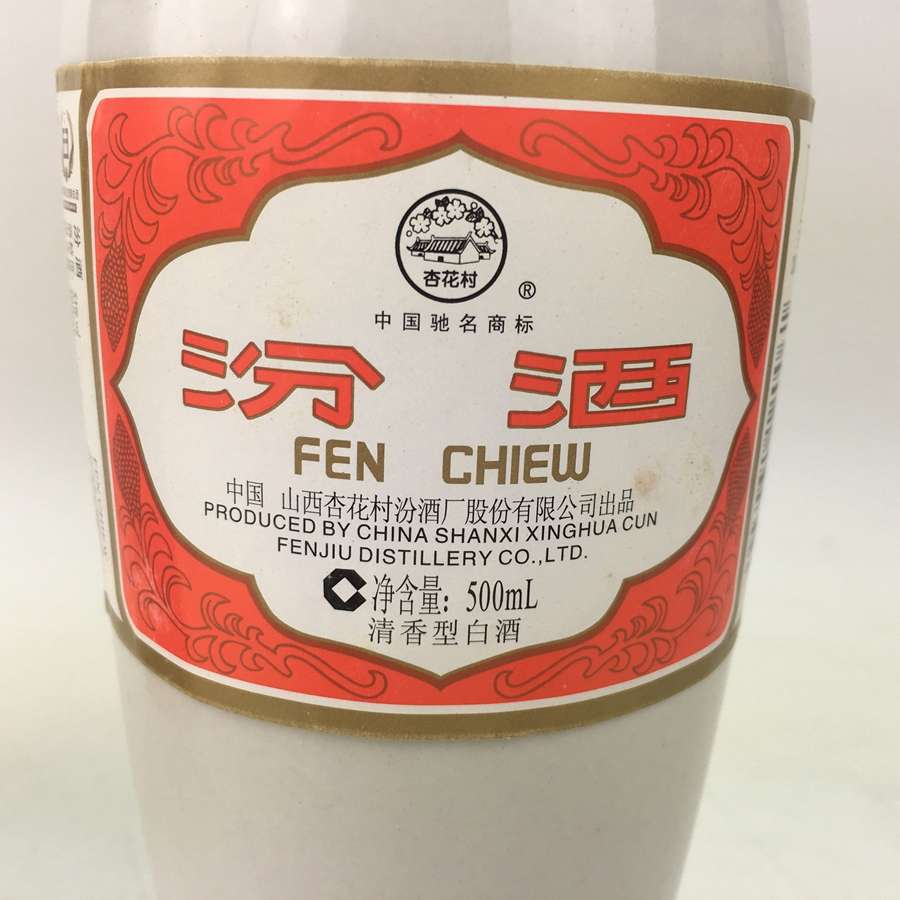 杏花村
®
中国驰名商标
汾 酒
FEN CHIEW
中国 山西杏花村汾酒厂股份有限公司出品
PRODUCED BY CHINA SHANXI XINGHUA CUN
FENJIU DISTILLERY CO.,LTD.
净含量: 500mL
清香型白酒